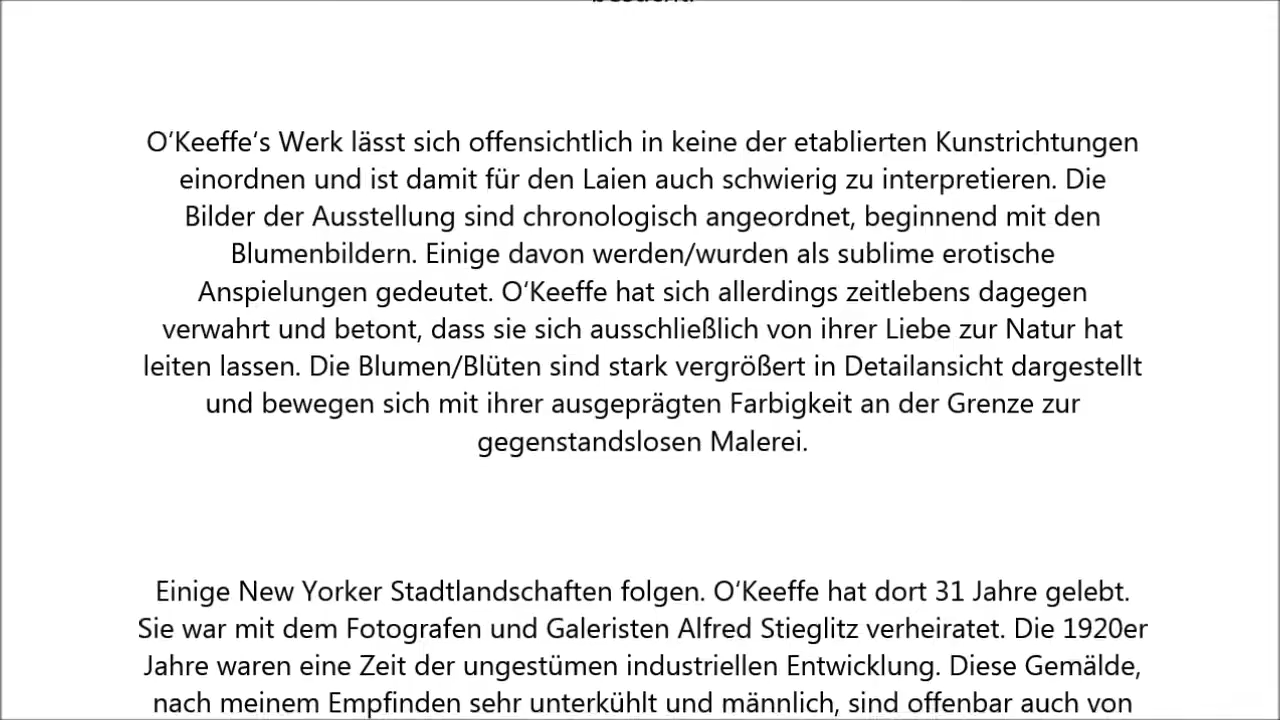 O‘Keeffe‘s Werk lässt sich offensichtlich in keine der etablierten Kunstrichtungen
einordnen und ist damit für den Laien auch schwierig zu interpretieren. Die
Bilder der Ausstellung sind chronologisch angeordnet, beginnend mit den
Blumenbildern. Einige davon werden/wurden als sublime erotische
Anspielungen gedeutet. O‘Keeffe hat sich allerdings zeitlebens dagegen
verwahrt und betont, dass sie sich ausschließlich von ihrer Liebe zur Natur hat
leiten lassen. Die Blumen/Blüten sind stark vergrößert in Detailansicht dargestellt
und bewegen sich mit ihrer ausgeprägten Farbigkeit an der Grenze zur
gegenstandslosen Malerei.
Einige New Yorker Stadtlandschaften folgen. O‘Keeffe hat dort 31 Jahre gelebt.
Sie war mit dem Fotografen und Galeristen Alfred Stieglitz verheiratet. Die 1920er
Jahre waren eine Zeit der ungestümen industriellen Entwicklung. Diese Gemälde,
nach meinem Empfinden sehr unterkühlt und männlich, sind offenbar auch von